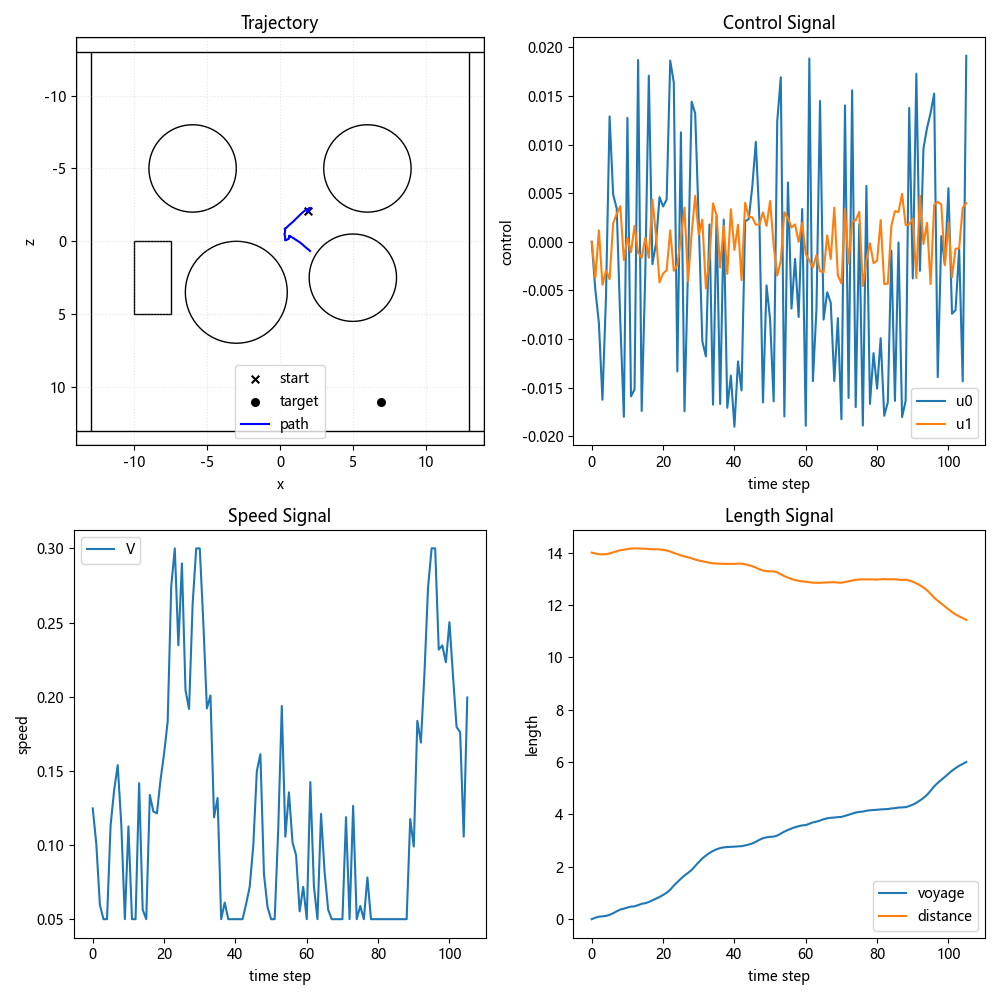 Trajectory
-10
-5
0
5
10
z
-10 -5 0 5 10
x
start
target
path
Control Signal
0.020
0.015
0.010
0.005
0.000
-0.005
-0.010
-0.015
-0.020
control
0 20 40 60 80 100
time step
u0
u1
Speed Signal
0.30
0.25
0.20
0.15
0.10
0.05
speed
0 20 40 60 80 100
time step
V
Length Signal
14
12
10
8
6
4
2
0
length
0 20 40 60 80 100
time step
voyage
distance